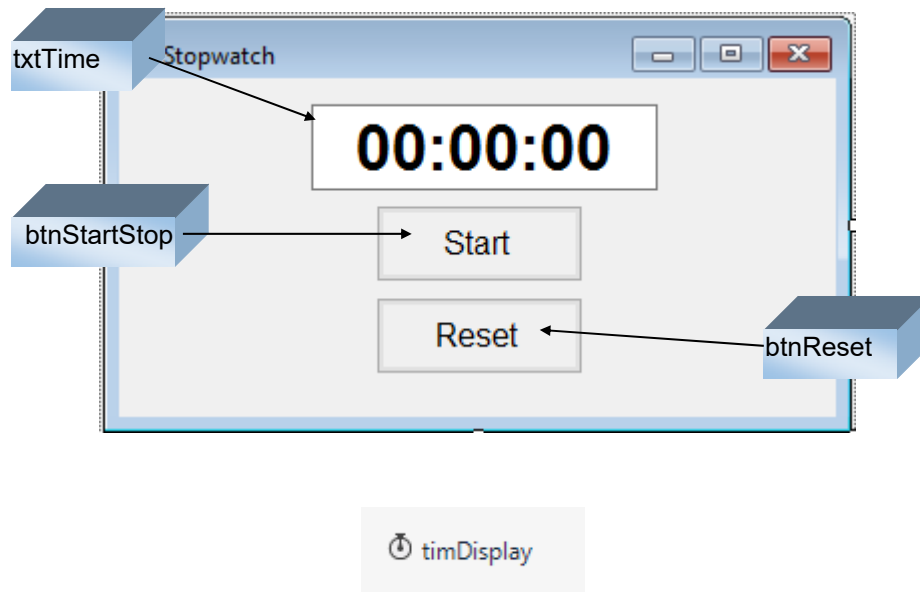 txtTime
Stopwatch
00:00:00
btnStartStop
Start
Reset
btnReset
timDisplay